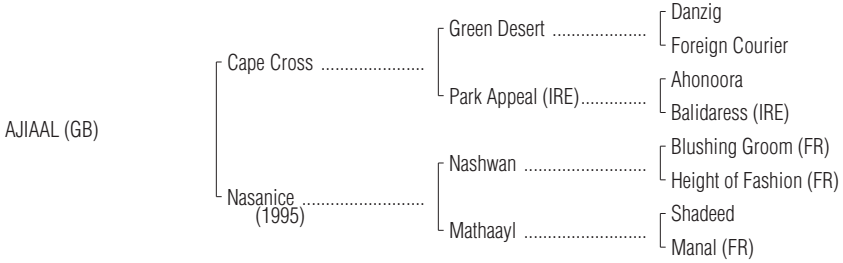 Danzig
Green Desert ....................
Foreign Courier
Cape Cross ......................
Ahonoora
Park Appeal (IRE)..............
Balidaress (IRE)
AJIAAL (GB)
Blushing Groom (FR)
Nashwan ..........................
Height of Fashion (FR)
Nasanice ..........................
(1995)
Shadeed
Mathaayl ..........................
Manal (FR)